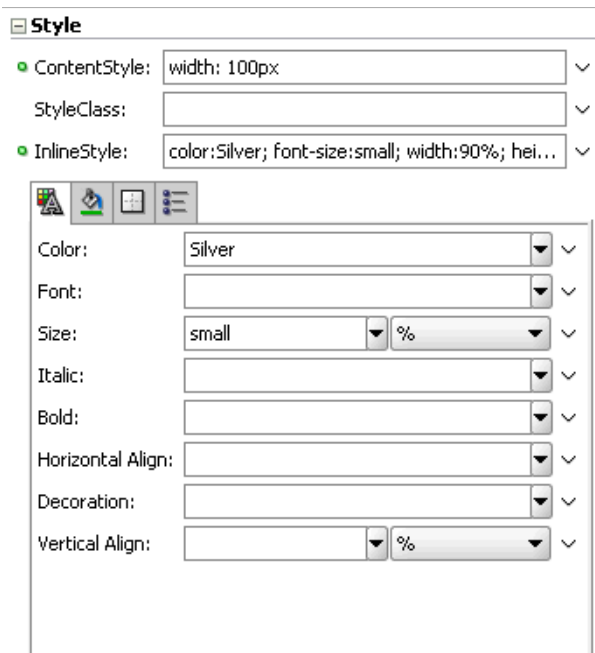 Style
ContentStyle: width: 100px
StyleClass:
InlineStyle: color:Silver; font-size:small; width:90%; hei...
Color: Silver
Font:
Size: small %
Italic:
Bold:
Horizontal Align:
Decoration:
Vertical Align: %